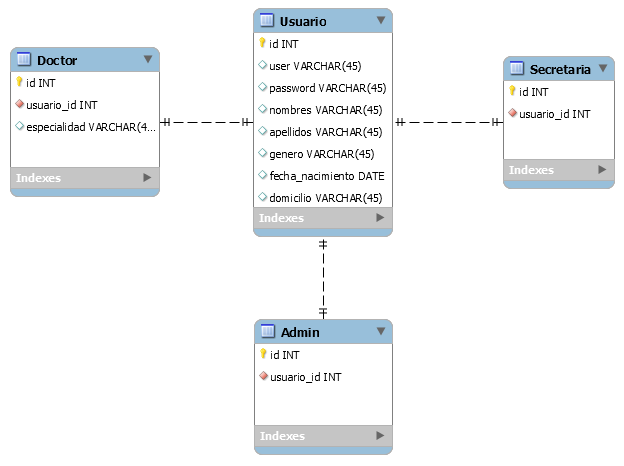 Doctor
id INT
usuario_id INT
especialidad VARCHAR(4...
Indexes
Usuario
id INT
user VARCHAR(45)
password VARCHAR(45)
nombres VARCHAR(45)
apellidos VARCHAR(45)
genero VARCHAR(45)
fecha_nacimiento DATE
domicilio VARCHAR(45)
Indexes
Secretaria
id INT
usuario_id INT
Indexes
Admin
id INT
usuario_id INT
Indexes